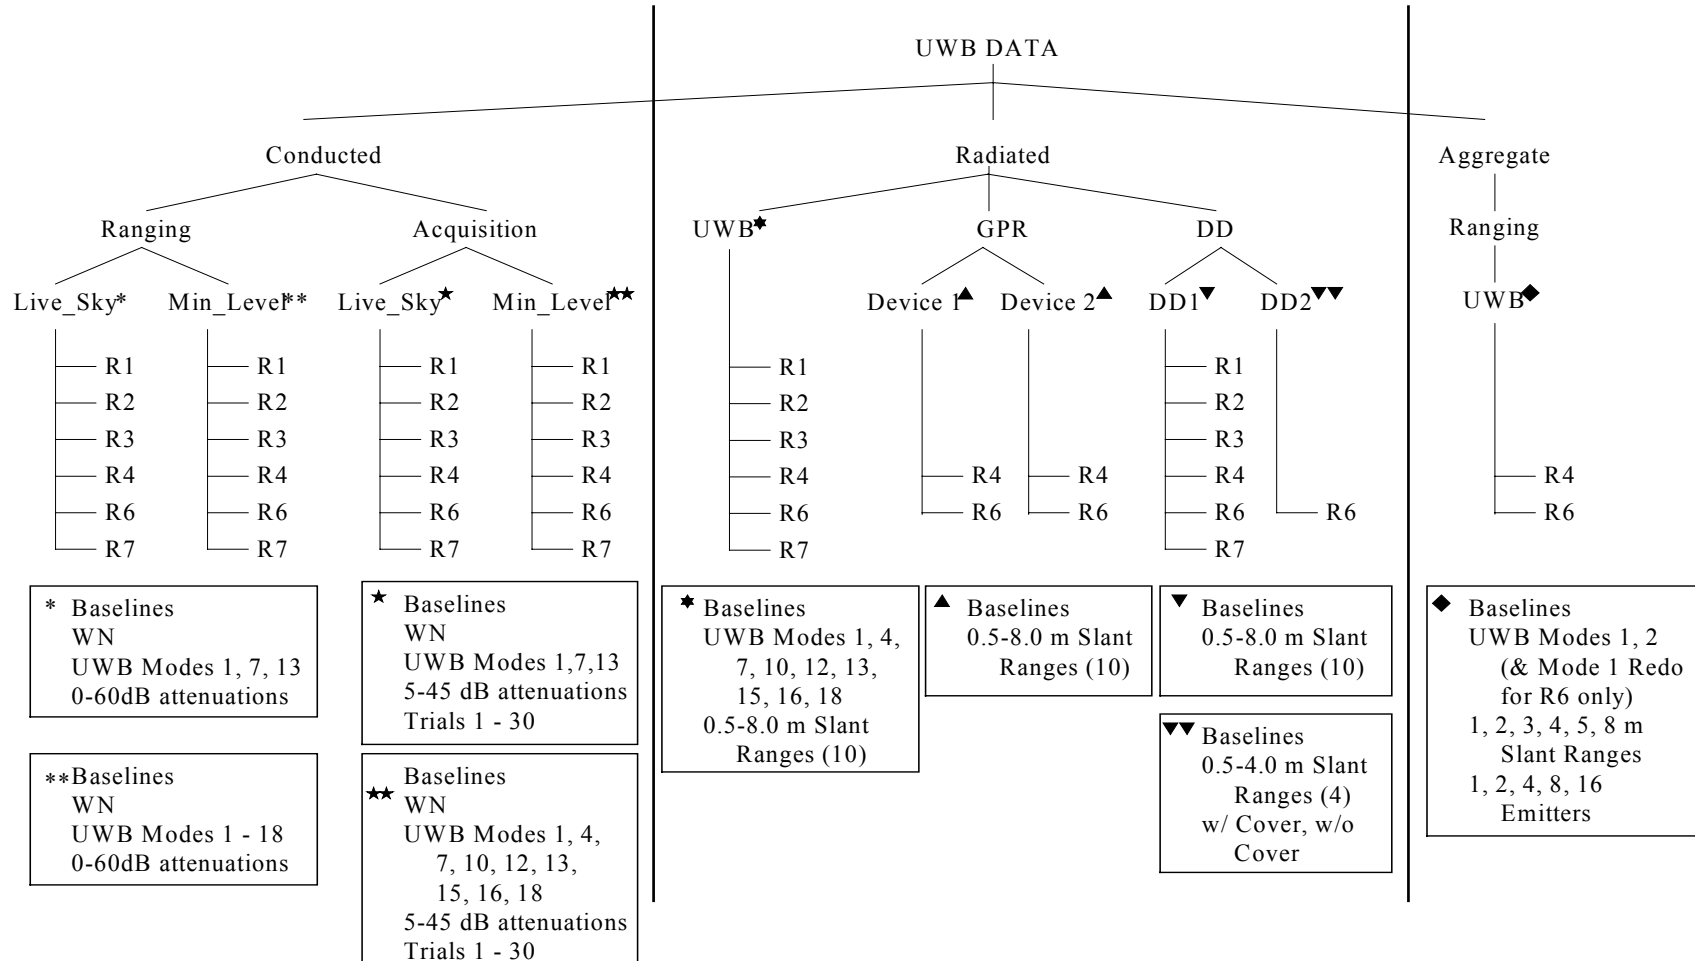 UWB DATA
Conducted
Radiated
Aggregate
Ranging
Acquisition
UWB✶
GPR
DD
Ranging
Live_Sky*
Min_Level**
Live_Sky★
Min_Level★★
Device 1▲
Device 2▲
DD1▼
DD2▼▼
UWB◆
R1
R2
R3
R4
R6
R7
R1
R2
R3
R4
R6
R7
R1
R2
R3
R4
R6
R7
R1
R2
R3
R4
R6
R7
R1
R2
R3
R4
R6
R7
R4
R6
R4
R6
R1
R2
R3
R4
R6
R7
R6
R4
R6
* Baselines
WN
UWB Modes 1, 7, 13
0-60dB attenuations
**Baselines
WN
UWB Modes 1 - 18
0-60dB attenuations
★ Baselines
WN
UWB Modes 1,7,13
5-45 dB attenuations
Trials 1 - 30
Baselines
★★ WN
UWB Modes 1, 4,
7, 10, 12, 13,
15, 16, 18
5-45 dB attenuations
Trials 1 - 30
✶ Baselines
UWB Modes 1, 4,
7, 10, 12, 13,
15, 16, 18
0.5-8.0 m Slant
Ranges (10)
▲ Baselines
0.5-8.0 m Slant
Ranges (10)
▼ Baselines
0.5-8.0 m Slant
Ranges (10)
▼▼ Baselines
0.5-4.0 m Slant
Ranges (4)
w/ Cover, w/o
Cover
◆ Baselines
UWB Modes 1, 2
(& Mode 1 Redo
for R6 only)
1, 2, 3, 4, 5, 8 m
Slant Ranges
1, 2, 4, 8, 16
Emitters